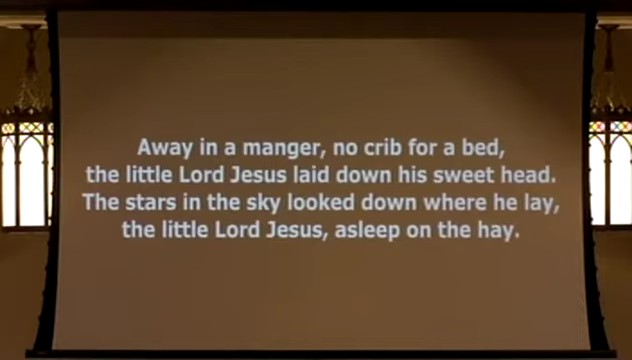 Away in a manger, no crib for a bed,
the little Lord Jesus laid down his sweet head.
The stars in the sky looked down where he lay,
the little Lord Jesus, asleep on the hay.